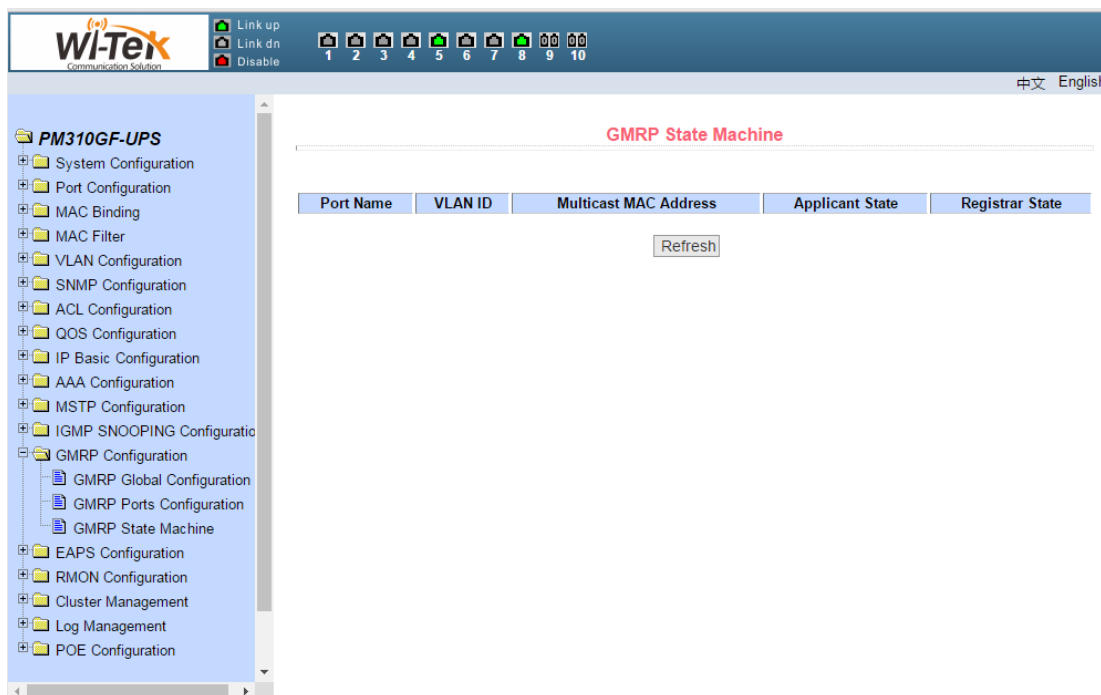 WI-TEK
Communication Solution
Link up
Link dn
Disable
1 2 3 4 5 6 7 8 9 10
中文 English
PM310GF-UPS
System Configuration
Port Configuration
MAC Binding
MAC Filter
VLAN Configuration
SNMP Configuration
ACL Configuration
QOS Configuration
IP Basic Configuration
AAA Configuration
MSTP Configuration
IGMP SNOOPING Configuratio
GMRP Configuration
GMRP Global Configuration
GMRP Ports Configuration
GMRP State Machine
EAPS Configuration
RMON Configuration
Cluster Management
Log Management
POE Configuration
GMRP State Machine
Port Name VLAN ID Multicast MAC Address Applicant State Registrar State
Refresh